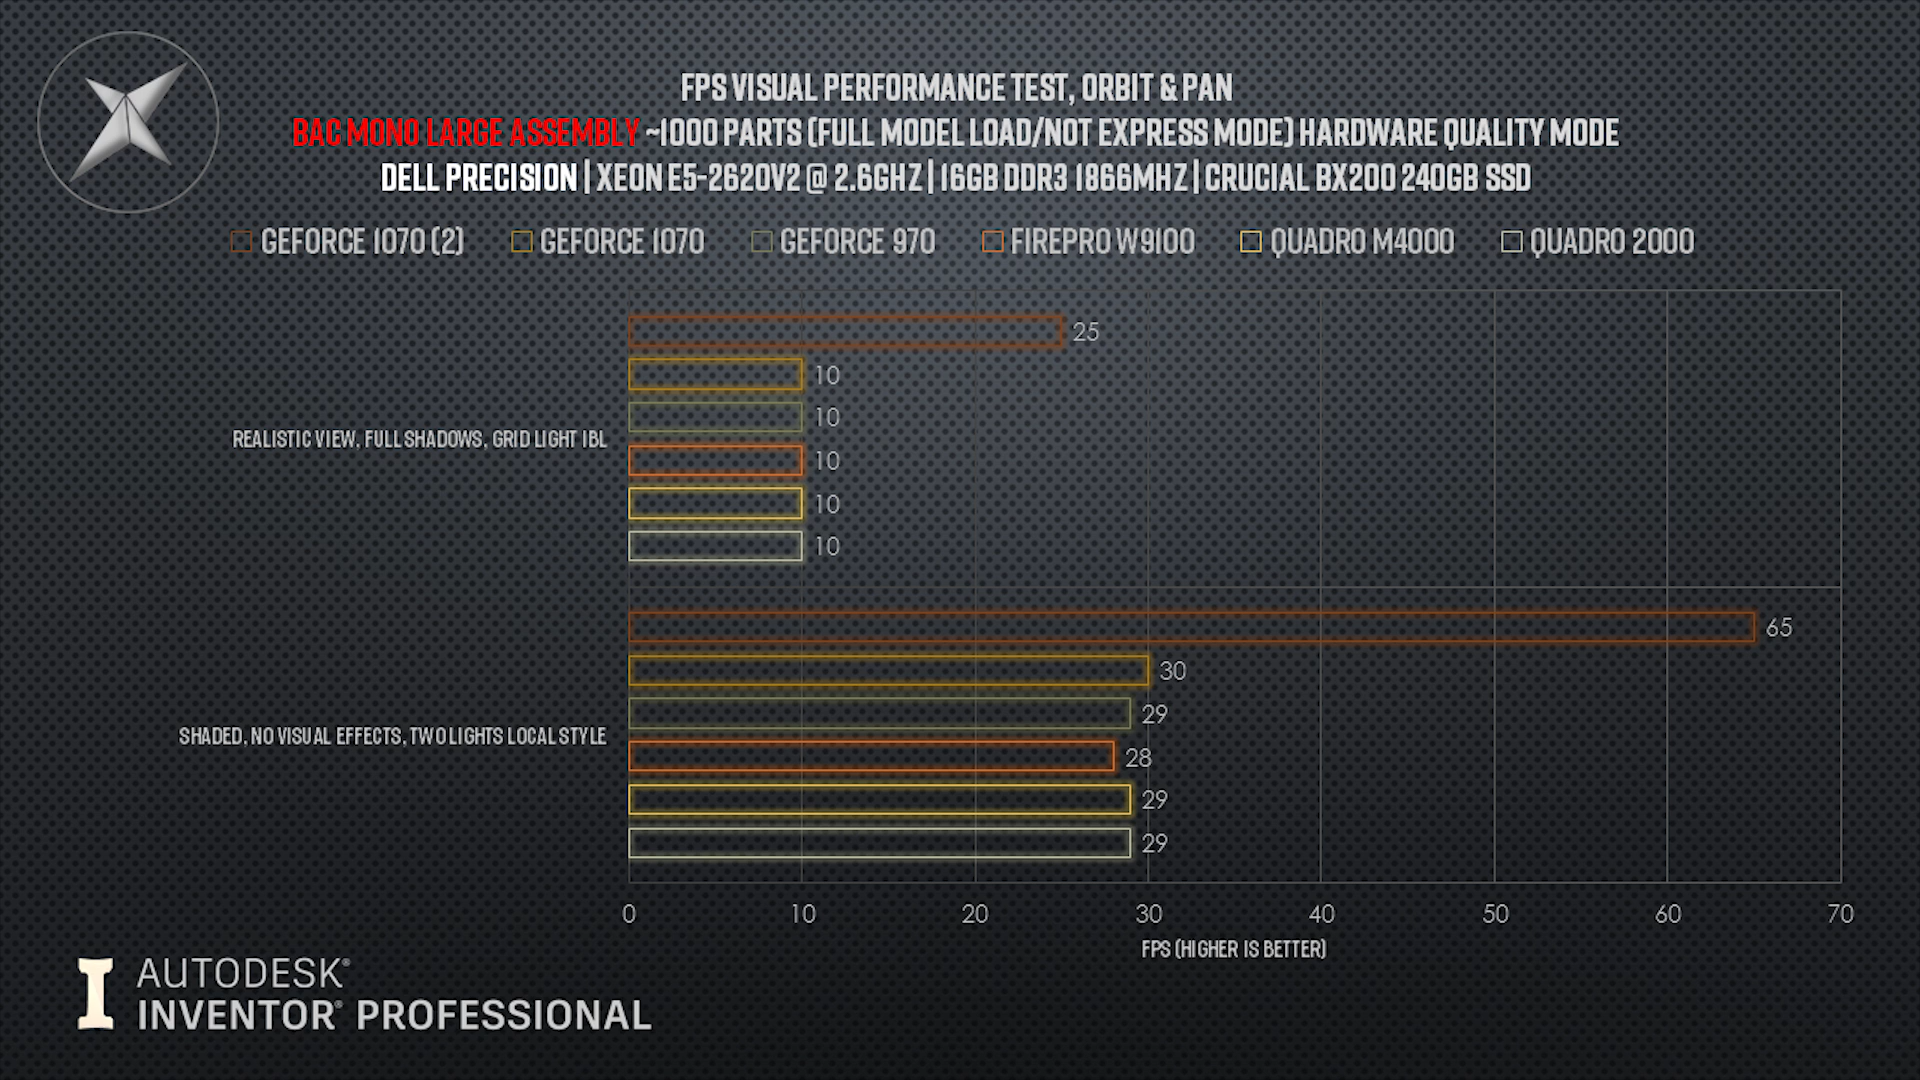 FPS VISUAL PERFORMANCE TEST, ORBIT & PAN
BAC MONO LARGE ASSEMBLY ~1000 PARTS (FULL MODEL LOAD/NOT EXPRESS MODE) HARDWARE QUALITY MODE
DELL PRECISION | XEON E5-2620V2 @ 2.6GHZ | 16GB DDR3 1866MHZ | CRUCIAL BX200 240GB SSD
GEFORCE 1070 (2) GEFORCE 1070 GEFORCE 970 FIREPRO W9100 QUADRO M4000 QUADRO 2000
25
10
10
REALISTIC VIEW, FULL SHADOWS, GRID LIGHT IBL
10
10
10
65
30
29
SHADED, NO VISUAL EFFECTS, TWO LIGHTS LOCAL STYLE
28
29
29
0 10 20 30 40 50 60 70
FPS (HIGHER IS BETTER)
AUTODESK®
INVENTOR® PROFESSIONAL